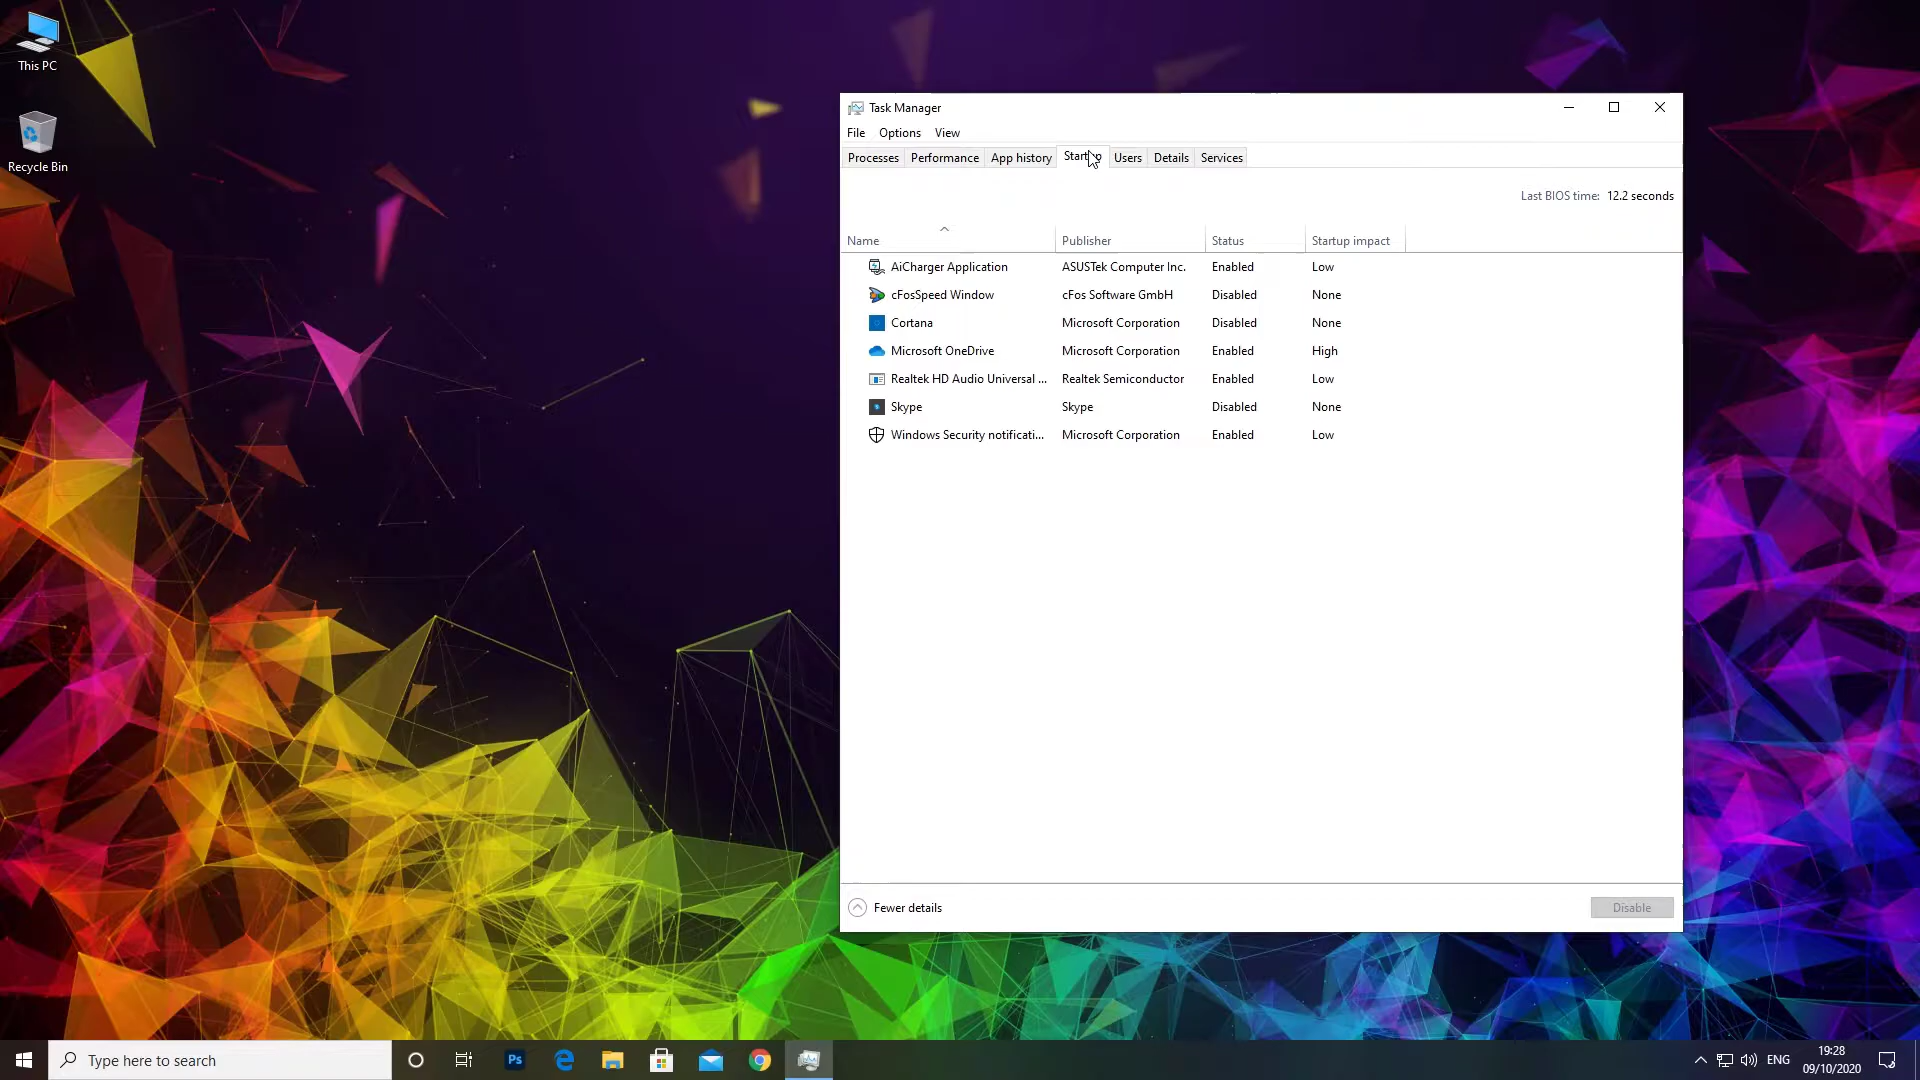 This PC
Recycle Bin
Task Manager
File Options View
Processes Performance App history Users Details Services
Last BIOS time: 12.2 seconds
Name Publisher Status Startup impact
AiCharger Application ASUSTek Computer Inc. Enabled Low
cFosSpeed Window cFos Software GmbH Disabled None
Cortana Microsoft Corporation Disabled None
Microsoft OneDrive Microsoft Corporation Enabled High
Realtek HD Audio Universal ... Realtek Semiconductor Enabled Low
Skype Skype Disabled None
Windows Security notificati... Microsoft Corporation Enabled Low
Fewer details Disable
Type here to search Ps ENG 19:28
09/10/2020